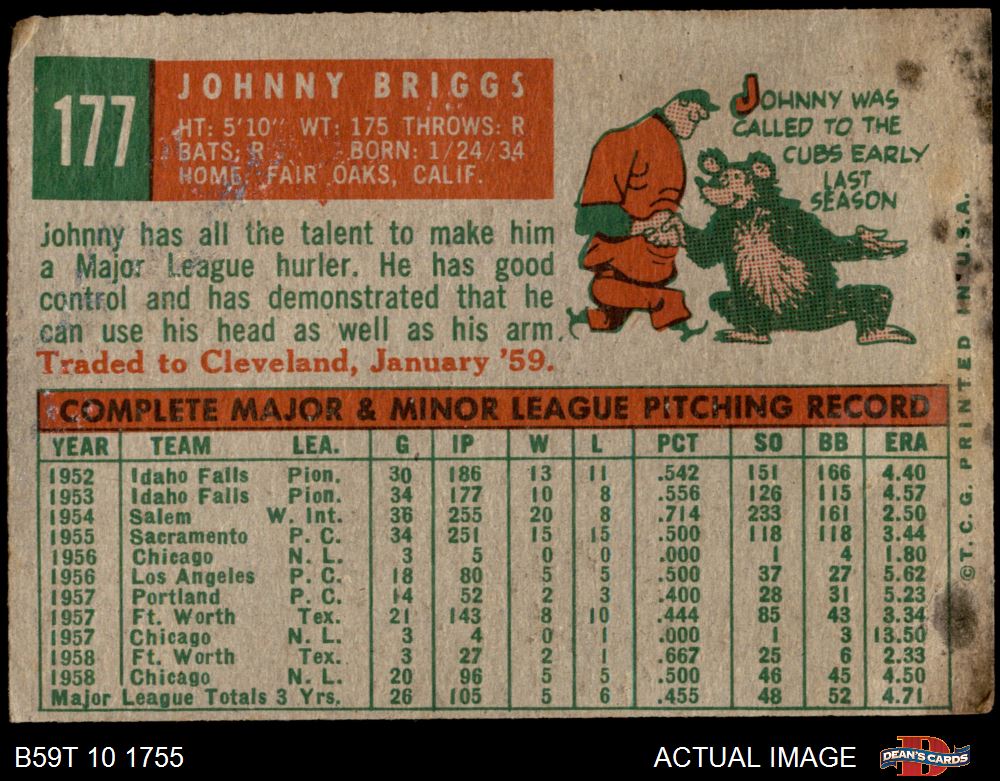 177
JOHNNY BRIGGS
HT: 5'10" WT: 175 THROWS: R
BATS: R BORN: 1/24/34
HOME: FAIR OAKS, CALIF.
JOHNNY WAS
CALLED TO THE
CUBS EARLY
LAST
SEASON
Johnny has all the talent to make him
a Major League hurler. He has good
control and has demonstrated that he
can use his head as well as his arm.
Traded to Cleveland, January '59.
COMPLETE MAJOR & MINOR LEAGUE PITCHING RECORD
YEAR TEAM LEA. G IP W L PCT SO BB ERA
1952 Idaho Falls Pion. 30 186 13 11 .542 151 166 4.40
1953 Idaho Falls Pion. 34 177 10 8 .556 126 115 4.57
1954 Salem W. Int. 36 255 20 8 .714 233 161 2.50
1955 Sacramento P. C. 34 251 15 15 .500 118 118 3.44
1956 Chicago N. L. 3 5 0 0 .000 1 4 1.80
1956 Los Angeles P. C. 18 80 5 5 .500 37 27 5.62
1957 Portland P. C. 14 52 2 3 .400 28 31 5.23
1957 Ft. Worth Tex. 21 143 8 10 .444 85 43 3.34
1957 Chicago N. L. 3 4 0 1 .000 1 3 13.50
1958 Ft. Worth Tex. 3 27 2 1 .667 25 6 2.33
1958 Chicago N. L. 20 96 5 5 .500 46 45 4.50
Major League Totals 3 Yrs. 26 105 5 6 .455 48 52 4.71
© T. C. G. PRINTED IN U.S.A.
B59T 10 1755
ACTUAL IMAGE
DEAN'S CARDS